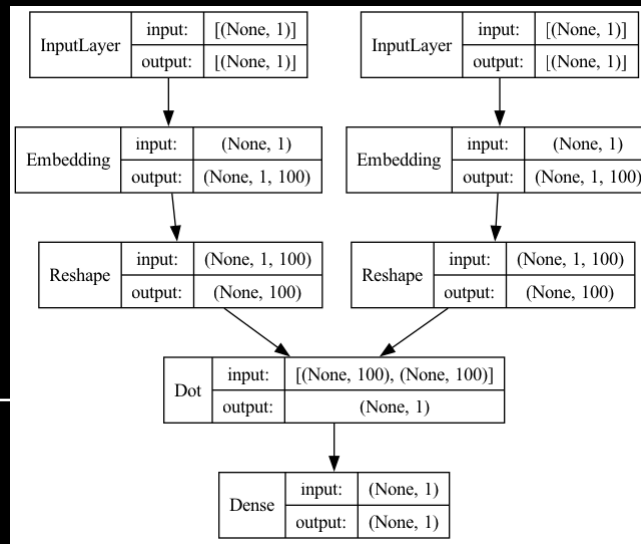 InputLayer input: [(None, 1)]
output: [(None, 1)]
InputLayer input: [(None, 1)]
output: [(None, 1)]
Embedding input: (None, 1)
output: (None, 1, 100)
Embedding input: (None, 1)
output: (None, 1, 100)
Reshape input: (None, 1, 100)
output: (None, 100)
Reshape input: (None, 1, 100)
output: (None, 100)
Dot input: [(None, 100), (None, 100)]
output: (None, 1)
Dense input: (None, 1)
output: (None, 1)